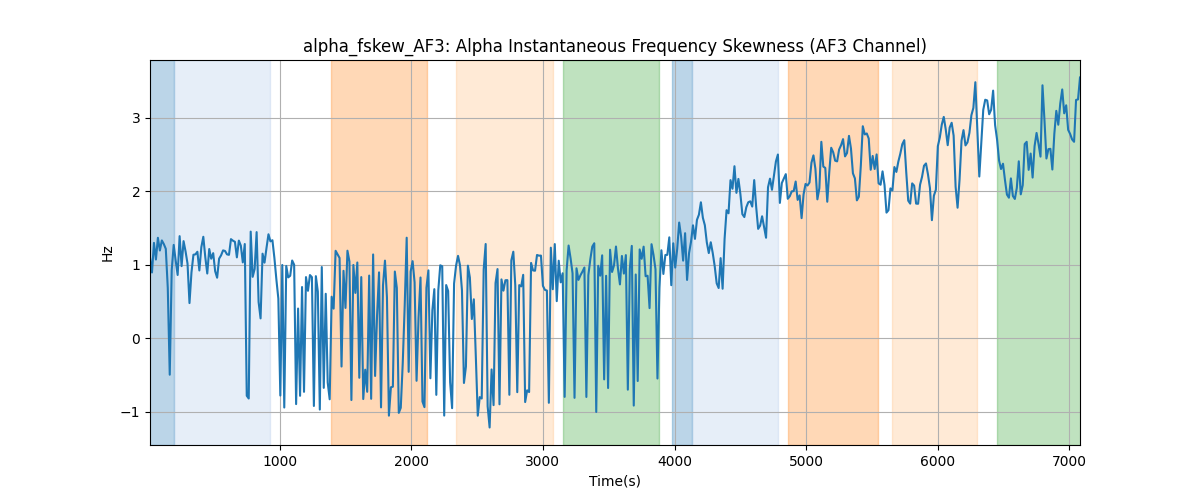 alpha_fskew_AF3: Alpha Instantaneous Frequency Skewness (AF3 Channel)
Hz
3
2
1
0
−1
1000 2000 3000 4000 5000 6000 7000
Time(s)